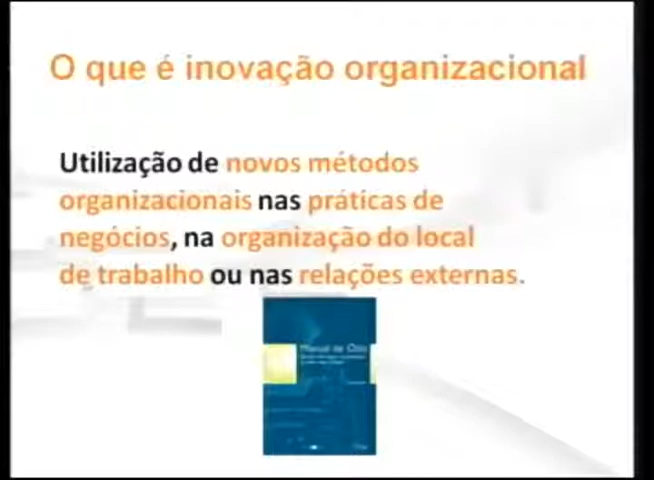 O que é inovação organizacional
Utilização de novos métodos
organizacionais nas práticas de
negócios, na organização do local
de trabalho ou nas relações externas.
Manual de Oslo